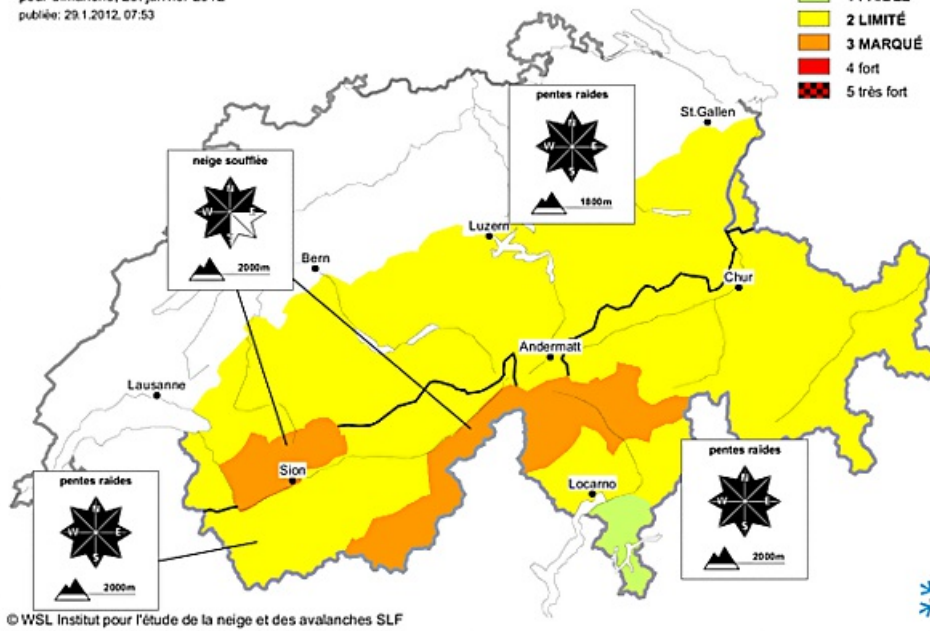 publiée: 29.1.2012, 07:53
2 LIMITÉ
3 MARQUÉ
4 fort
5 très fort
pentes raides
N
W E
S
1800m
St.Gallen
neige soufflée
N
W E
2000m
Luzern
Bern
Chur
Andermatt
Lausanne
Sion
Locarno
pentes raides
N
W E
S
2000m
pentes raides
N
W E
S
2000m
© WSL Institut pour l'étude de la neige et des avalanches SLF